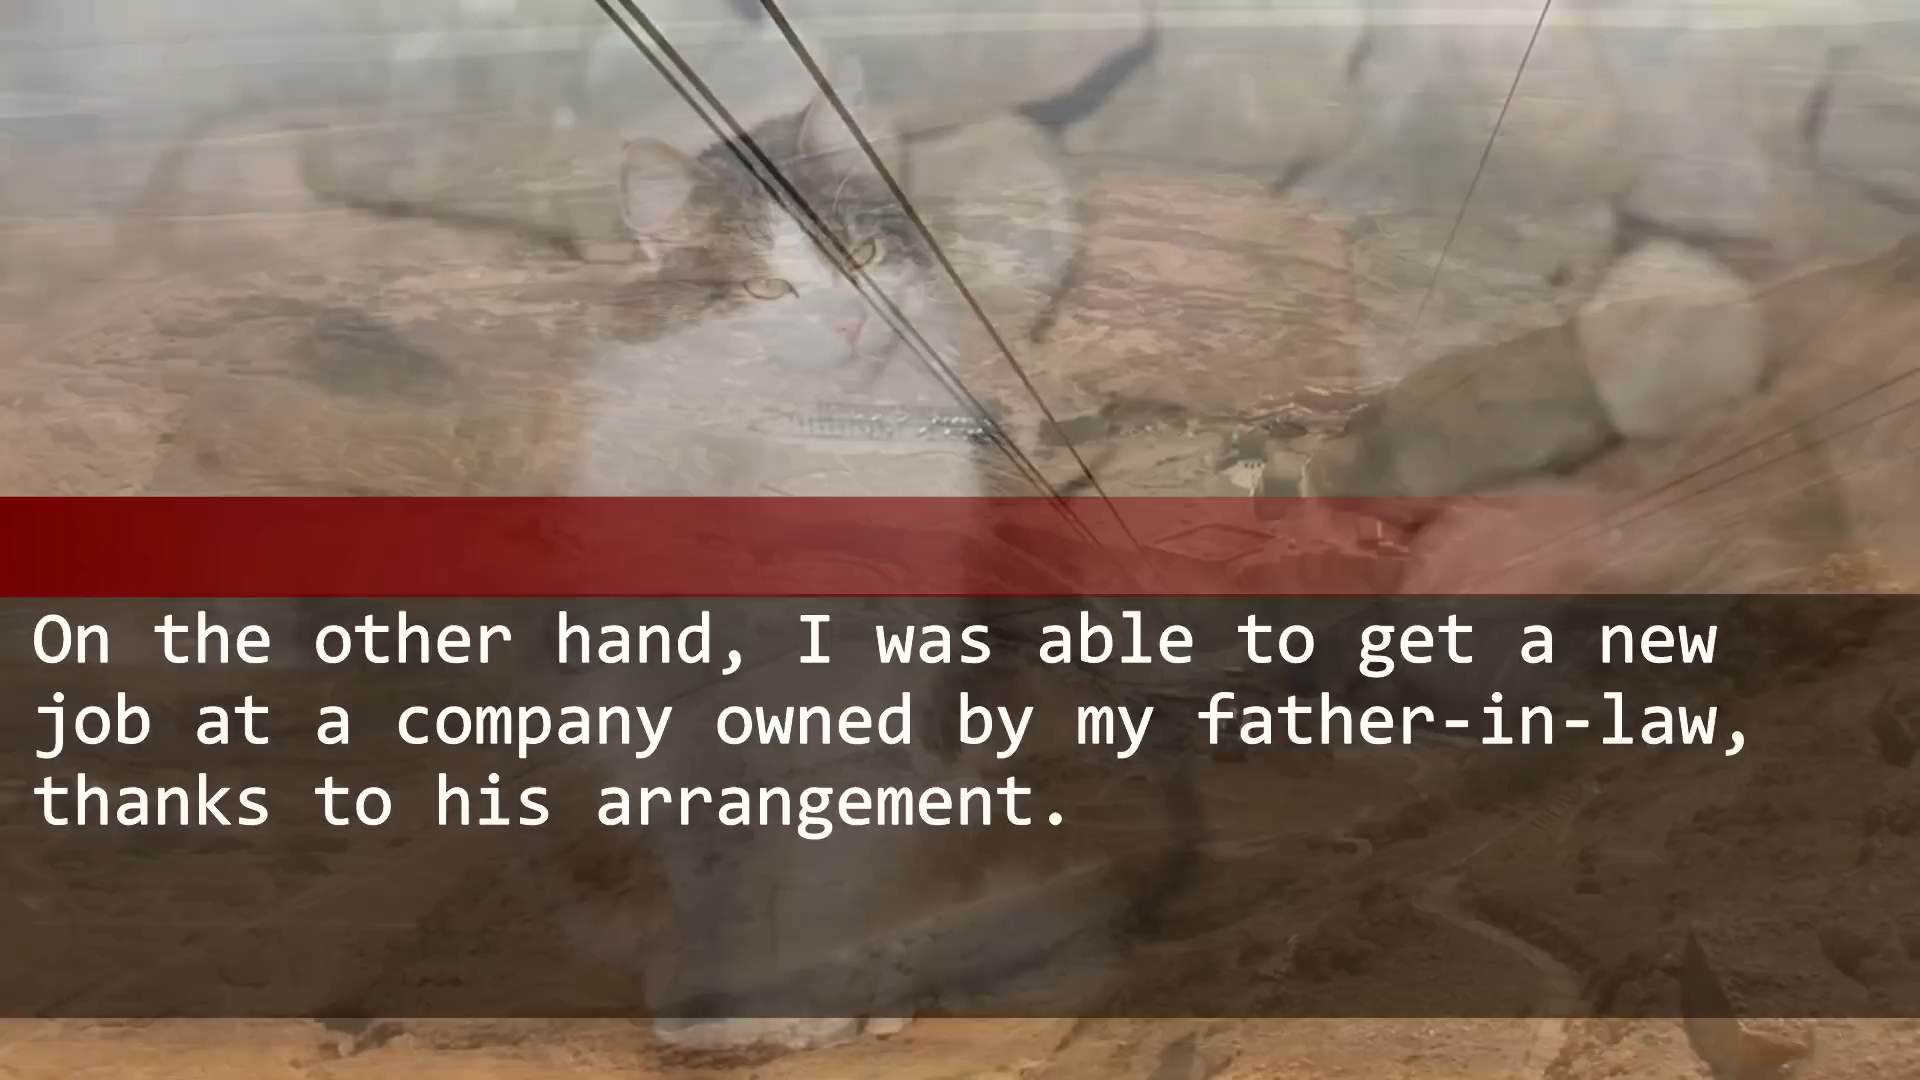 On the other hand, I was able to get a new
job at a company owned by my father-in-law,
thanks to his arrangement.